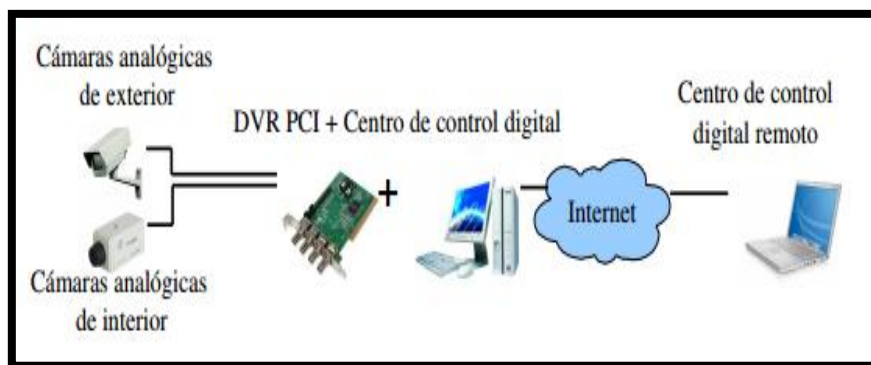 Cámaras analógicas
de exterior
DVR PCI + Centro de control digital
Centro de control
digital remoto
+
Internet
Cámaras analógicas
de interior